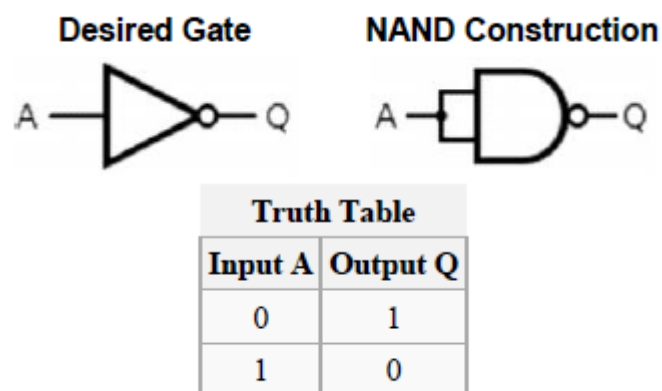 Desired Gate NAND Construction
A Q A Q
Truth Table
Input A Output Q
0 1
1 0